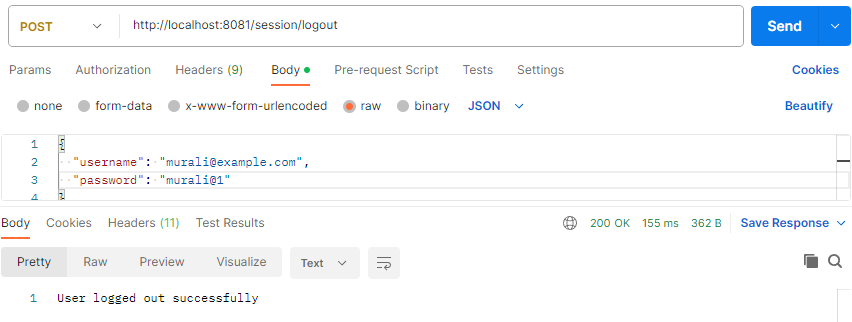 POST http://localhost:8081/session/logout Send
Params Authorization Headers (9) Body Pre-request Script Tests Settings Cookies
none form-data x-www-form-urlencoded raw binary JSON Beautify
1 {
2 "username": "murali@example.com",
3 "password": "murali@1"
4 }
Body Cookies Headers (11) Test Results 200 OK 155 ms 362 B Save Response
Pretty Raw Preview Visualize Text
1 User logged out successfully